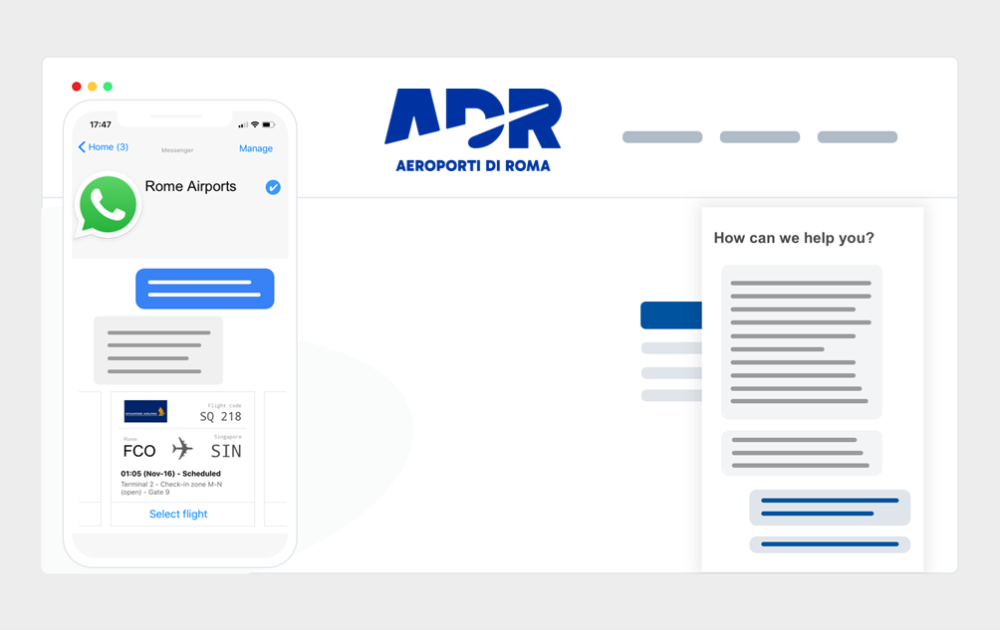 17:47
Home (3)
Messenger
Manage
Rome Airports
SINGAPORE AIRLINES
Flight code
SQ 218
Rome
Singapore
FCO
SIN
01:05 (Nov-16) - Scheduled
Terminal 2 - Check-in zone M-N
(open) - Gate 9
Select flight
ADR
AEROPORTI DI ROMA
How can we help you?